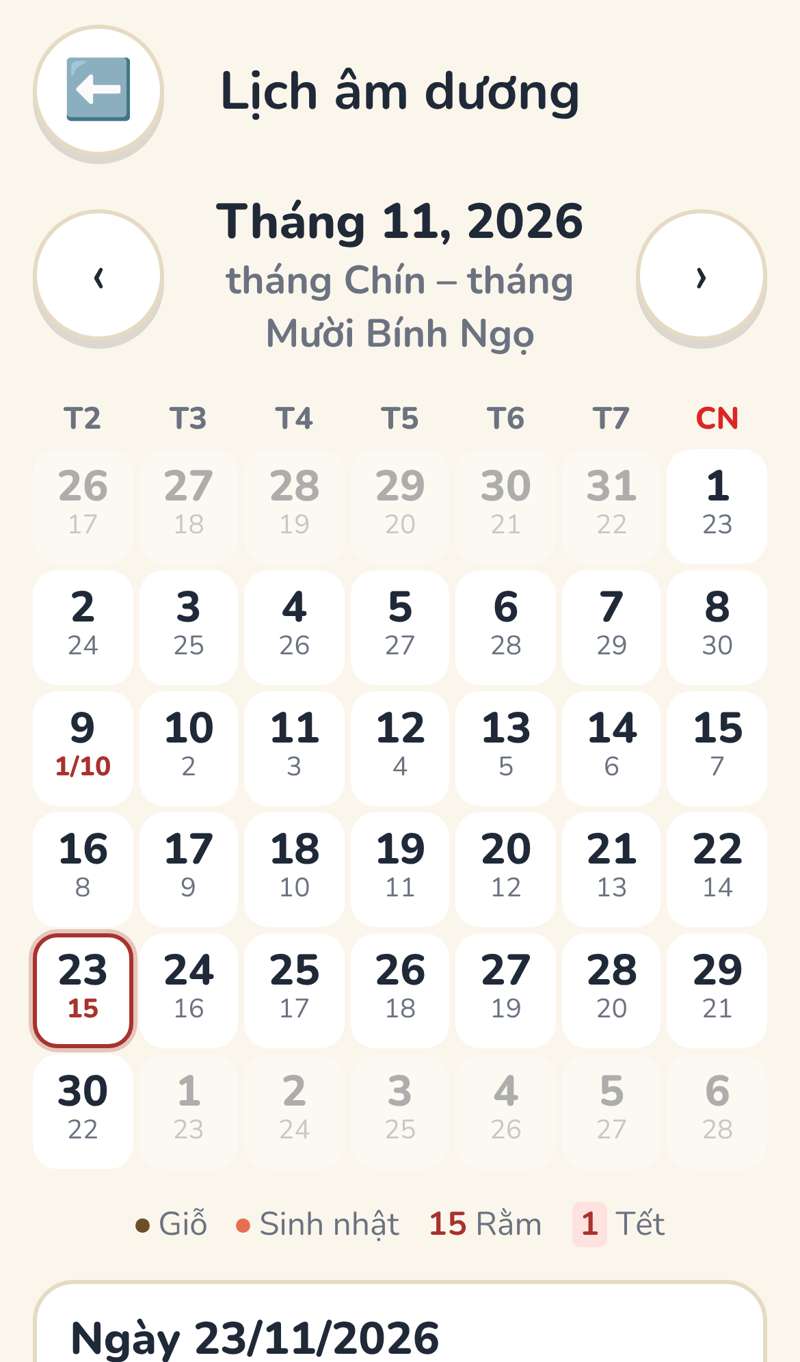 Lịch âm dương
Tháng 11, 2026
tháng Chín – tháng
Mười Bính Ngọ
‹
›
T2 T3 T4 T5 T6 T7 CN
26 27 28 29 30 31 1
17 18 19 20 21 22 23
2 3 4 5 6 7 8
24 25 26 27 28 29 30
9 10 11 12 13 14 15
1/10 2 3 4 5 6 7
16 17 18 19 20 21 22
8 9 10 11 12 13 14
23 24 25 26 27 28 29
15 16 17 18 19 20 21
30 1 2 3 4 5 6
22 23 24 25 26 27 28
Giỗ Sinh nhật 15 Rằm 1 Tết
Ngày 23/11/2026